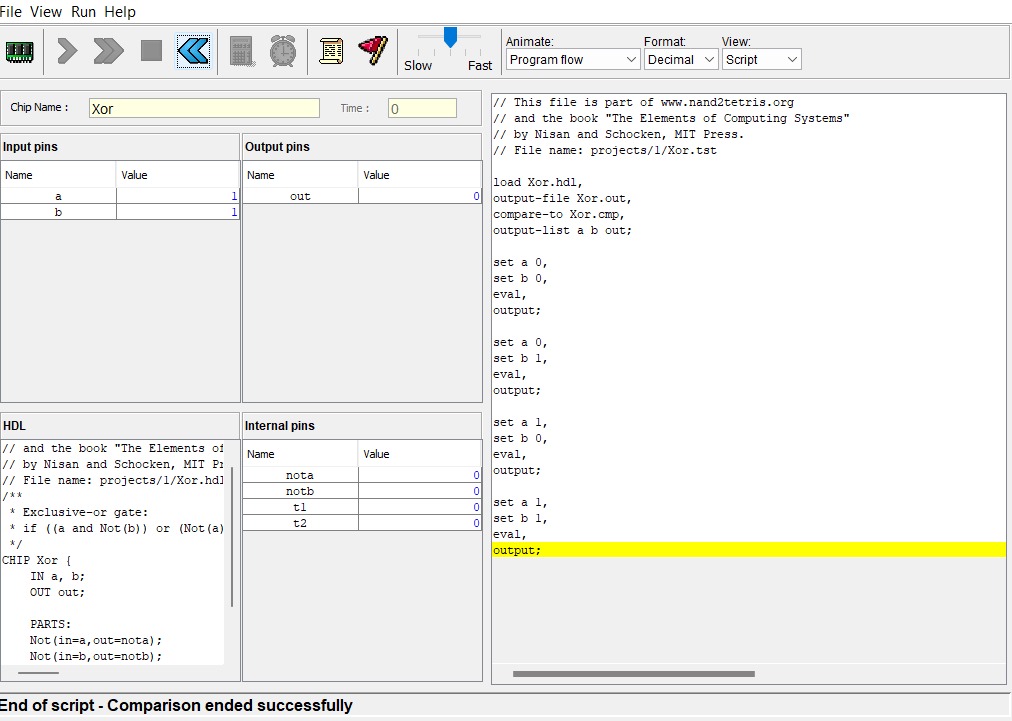 File View Run Help
Slow Fast
Animate: Format: View:
Program flow Decimal Script
Chip Name : Xor Time : 0
Input pins
Name Value
a 1
b 1
Output pins
Name Value
out 0
HDL
// and the book "The Elements of
// by Nisan and Schocken, MIT Pr
// File name: projects/1/Xor.hdl
/**
* Exclusive-or gate:
* if ((a and Not(b)) or (Not(a)
*/
CHIP Xor {
IN a, b;
OUT out;
PARTS:
Not(in=a,out=nota);
Not(in=b,out=notb);
Internal pins
Name Value
nota 0
notb 0
t1 0
t2 0
// This file is part of www.nand2tetris.org
// and the book "The Elements of Computing Systems"
// by Nisan and Schocken, MIT Press.
// File name: projects/1/Xor.tst
load Xor.hdl,
output-file Xor.out,
compare-to Xor.cmp,
output-list a b out;
set a 0,
set b 0,
eval,
output;
set a 0,
set b 1,
eval,
output;
set a 1,
set b 0,
eval,
output;
set a 1,
set b 1,
eval,
output;
End of script - Comparison ended successfully